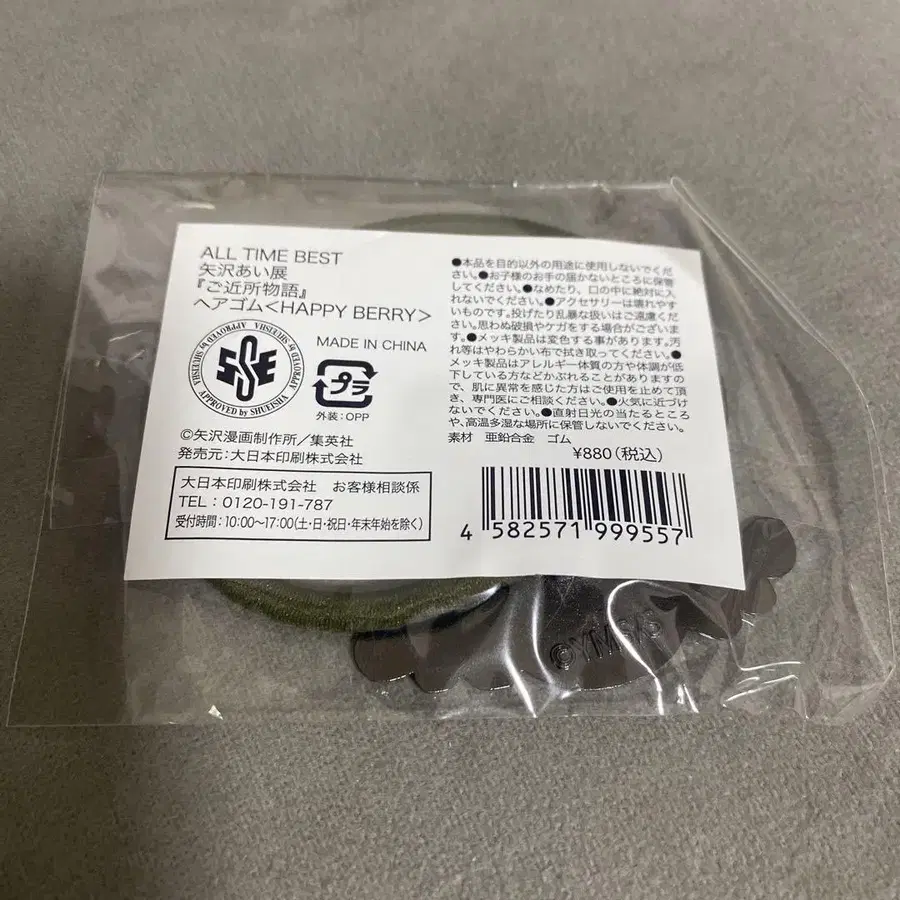 ALL TIME BEST
矢沢あい展
『ご近所物語』
ヘアゴム<HAPPY BERRY>
APPROVED by SHUEISHA APPROVED by SHUEISHA APPROVED by SHUEISHA
SSE
MADE IN CHINA
プラ
外装:OPP
©矢沢漫画制作所/集英社
発売元:大日本印刷株式会社
大日本印刷株式会社 お客様相談係
TEL:0120-191-787
受付時間:10:00~17:00(土・日・祝日・年末年始を除く)
●本品を目的以外の用途に使用しないでくだ
さい。●お子様のお手の届かないところに保管
してください。●なめたり、口の中に絶対に入
れないでください。●アクセサリーは壊れやす
いものです。投げたり乱暴な扱いはご遠慮くだ
さい。思わぬ破損やケガをする場合がございま
す。●メッキ製品は変色する事があります。汚
れ等はやわらかい布で拭き取ってください。●
メッキ製品はアレルギー体質の方や体調が低
下している方などかぶれることがありますの
で、肌に異常を感じた方はご使用を止めて頂
き、専門医にご相談ください。●火気に近づけ
ないでください。●直射日光の当たるところ
や、高温多湿な場所に保管しないでください。
素材 亜鉛合金 ゴム
¥880(税込)
4 582571 999557